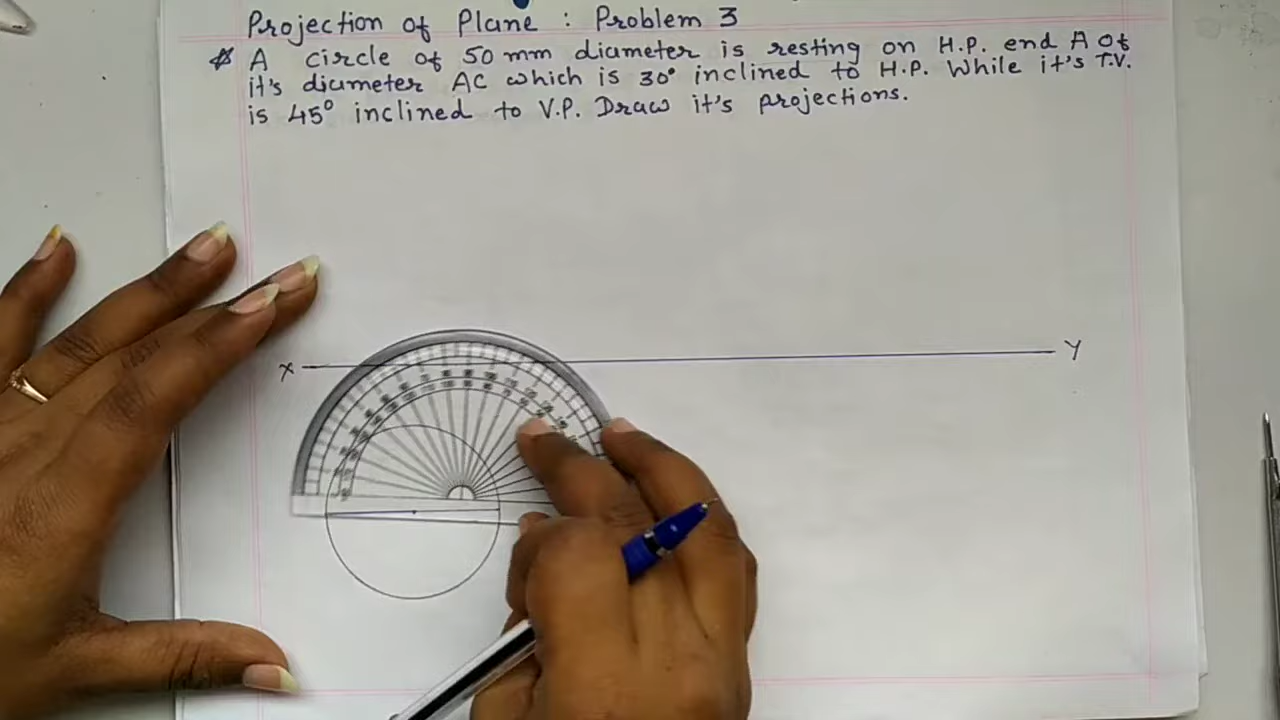 Projection of Plane : Problem 3
A circle of 50 mm diameter is resting on H.P. end A of
it's diameter AC which is 30° inclined to H.P. While it's T.V.
is 45° inclined to V.P. Draw it's projections.
X Y